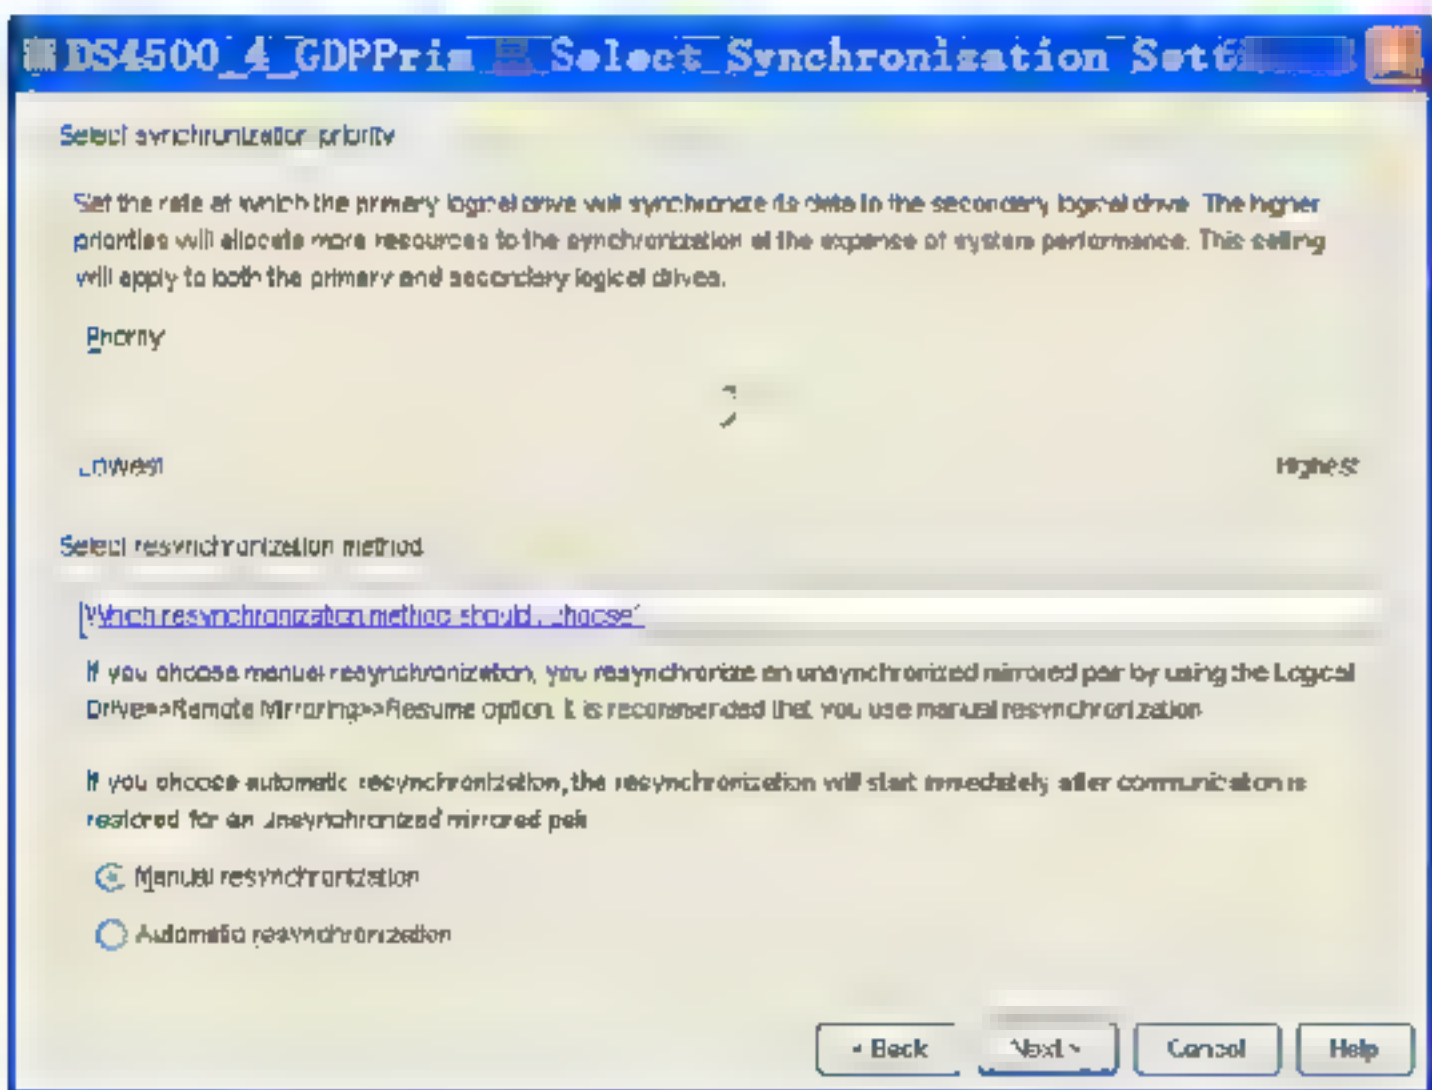 DS4500_4_GDPPrim Select Synchronization
Select synchronization priority
Set the rate at which the primary logical drive will synchronize its data to the secondary logical drive. The higher
priorities will allocate more resources to the synchronization at the expense of system performance. This setting
will apply to both the primary and secondary logical drives.
Priority
Lowest
Highest
Select resynchronization method
Which resynchronization method should I choose?
If you choose manual resynchronization, you resynchronize an unsynchronized mirrored pair by using the Logical
Drive>>Remote Mirroring>>Resume option. It is recommended that you use manual resynchronization
If you choose automatic resynchronization, the resynchronization will start immediately after communication is
restored for an unsynchronized mirrored pair
Manual resynchronization
Automatic resynchronization
< Back
Next >
Cancel
Help